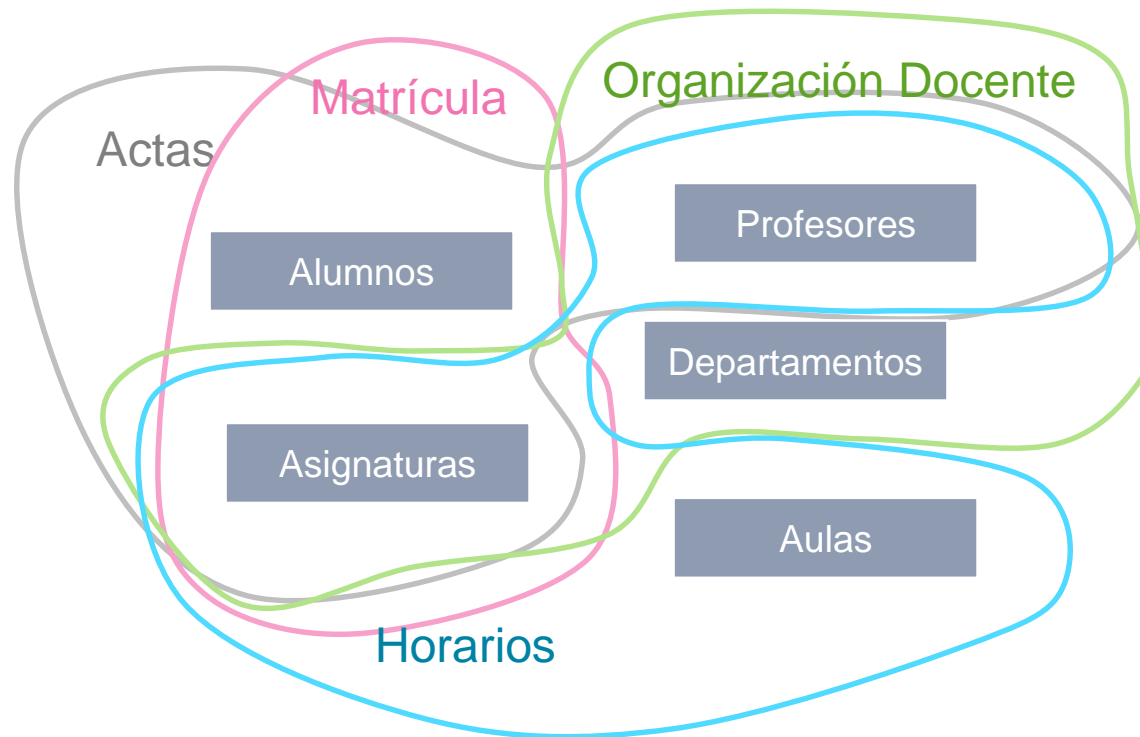 Organización Docente
Matrícula
Actas
Profesores
Alumnos
Departamentos
Asignaturas
Aulas
Horarios